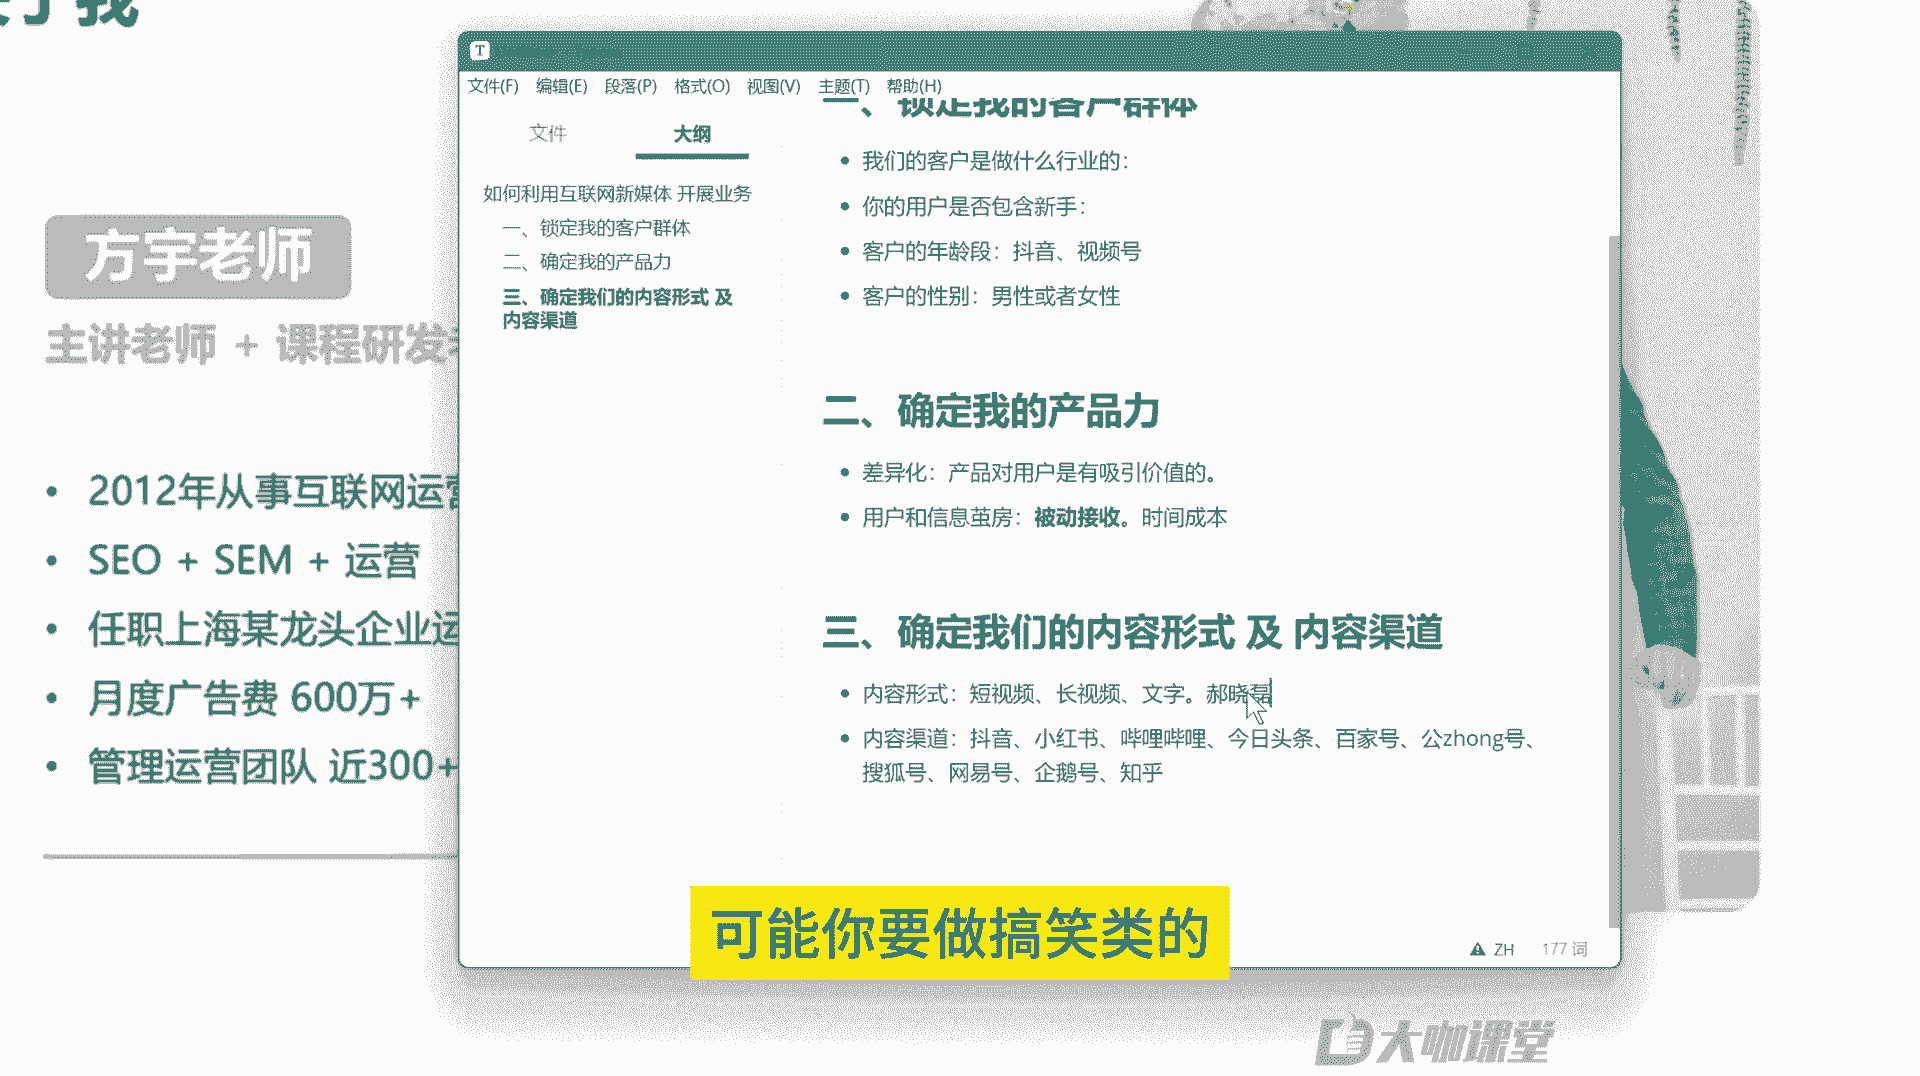 我
方宇老师
主讲老师 + 课程研发
2012年从事互联网运营
SEO + SEM + 运营
任职上海某龙头企业运
月度广告费 600万+
管理运营团队 近300+
T
文件(F) 编辑(E) 段落(P) 格式(O) 视图(V) 主题(T) 帮助(H)
文件 大纲
如何利用互联网新媒体 开展业务
一、锁定我的客户群体
二、确定我的产品力
三、确定我们的内容形式 及
内容渠道
一、锁定我的客户群体
我们的客户是做什么行业的：
你的用户是否包含新手：
客户的年龄段：抖音、视频号
客户的性别：男性或者女性
二、确定我的产品力
差异化：产品对用户是有吸引价值的。
用户和信息茧房：被动接收。时间成本
三、确定我们的内容形式 及 内容渠道
内容形式：短视频、长视频、文字。郝晓
内容渠道：抖音、小红书、哔哩哔哩、今日头条、百家号、公zhong号、
搜狐号、网易号、企鹅号、知乎
ZH 177 词
可能你要做搞笑类的
大咖课堂